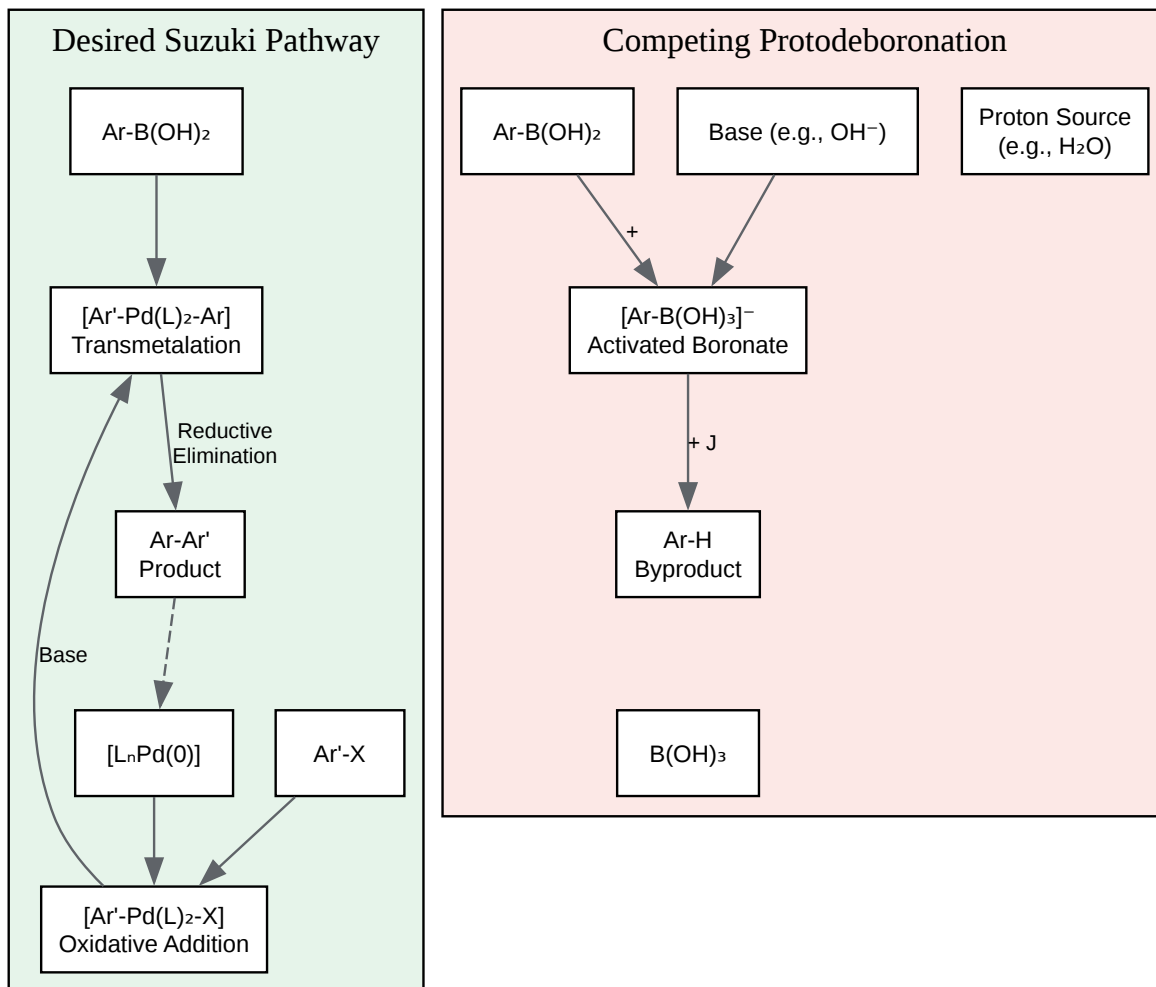 Desired Suzuki Pathway
Ar-B(OH)₂
[Ar'-Pd(L)₂-Ar]
Transmetalation
Reductive
Elimination
Ar-Ar'
Product
Base
[LₙPd(0)]
Ar'-X
[Ar'-Pd(L)₂-X]
Oxidative Addition
Competing Protodeboronation
Ar-B(OH)₂
Base (e.g., OH⁻)
Proton Source
(e.g., H₂O)
+
[Ar-B(OH)₃]⁻
Activated Boronate
+ J
Ar-H
Byproduct
B(OH)₃